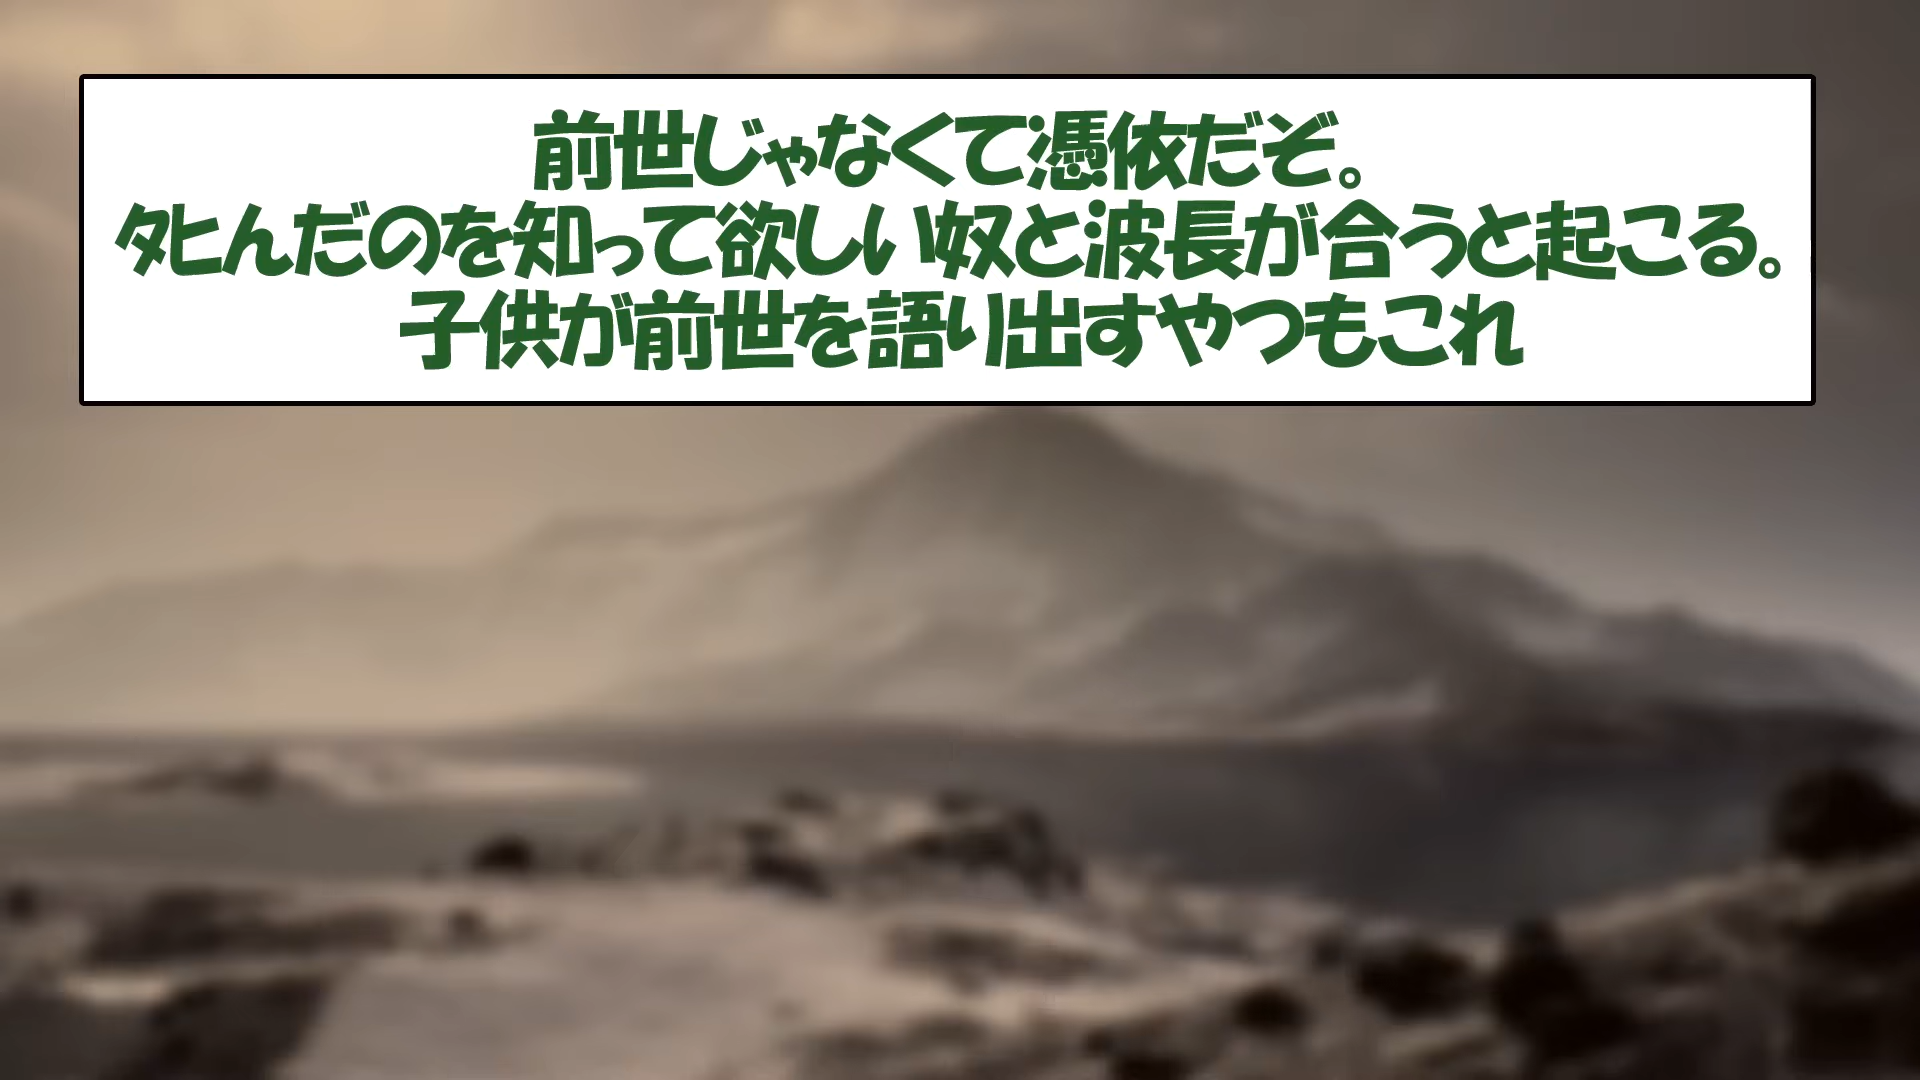 前世じゃなくて憑依だぞ。
タヒんだのを知って欲しい奴と波長が合うと起こる。
子供が前世を語り出すやつもこれ